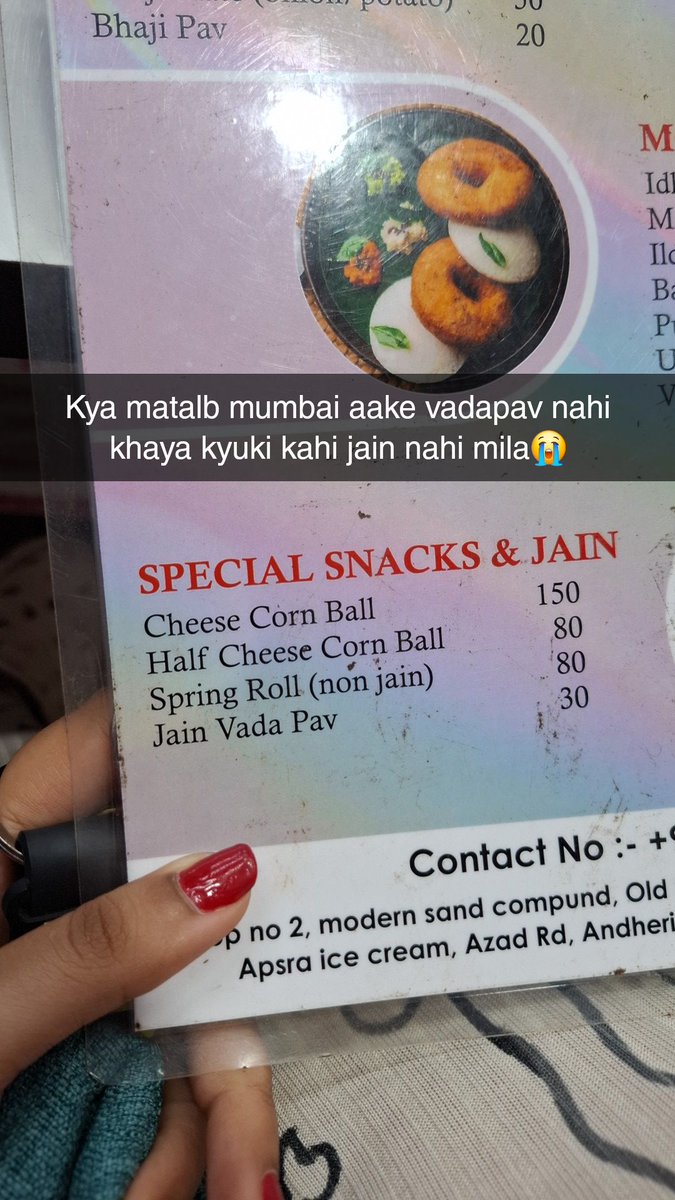 Bhaji Pav 20
Kya matalb mumbai aake vadapav nahi
khaya kyuki kahi jain nahi mila😭
SPECIAL SNACKS & JAIN
Cheese Corn Ball 150
Half Cheese Corn Ball 80
Spring Roll (non jain) 80
Jain Vada Pav 30
Contact No :- +9
no 2, modern sand compund, Old
Apsra ice cream, Azad Rd, Andheri